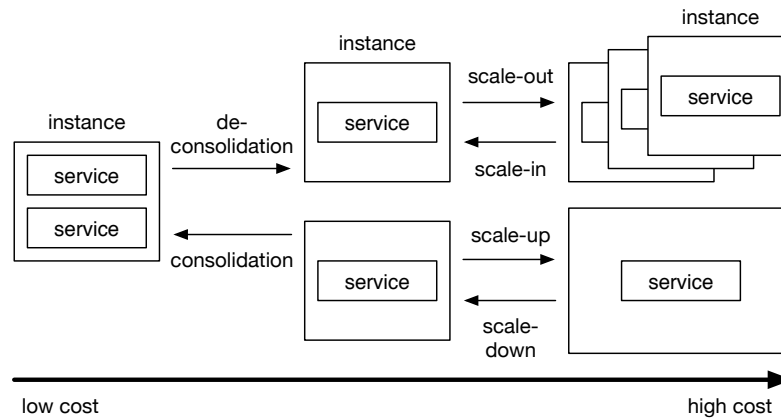 instance
service
service
de-
consolidation
consolidation
instance
service
service
scale-out
scale-in
scale-up
scale-
down
instance
service
service
low cost
high cost